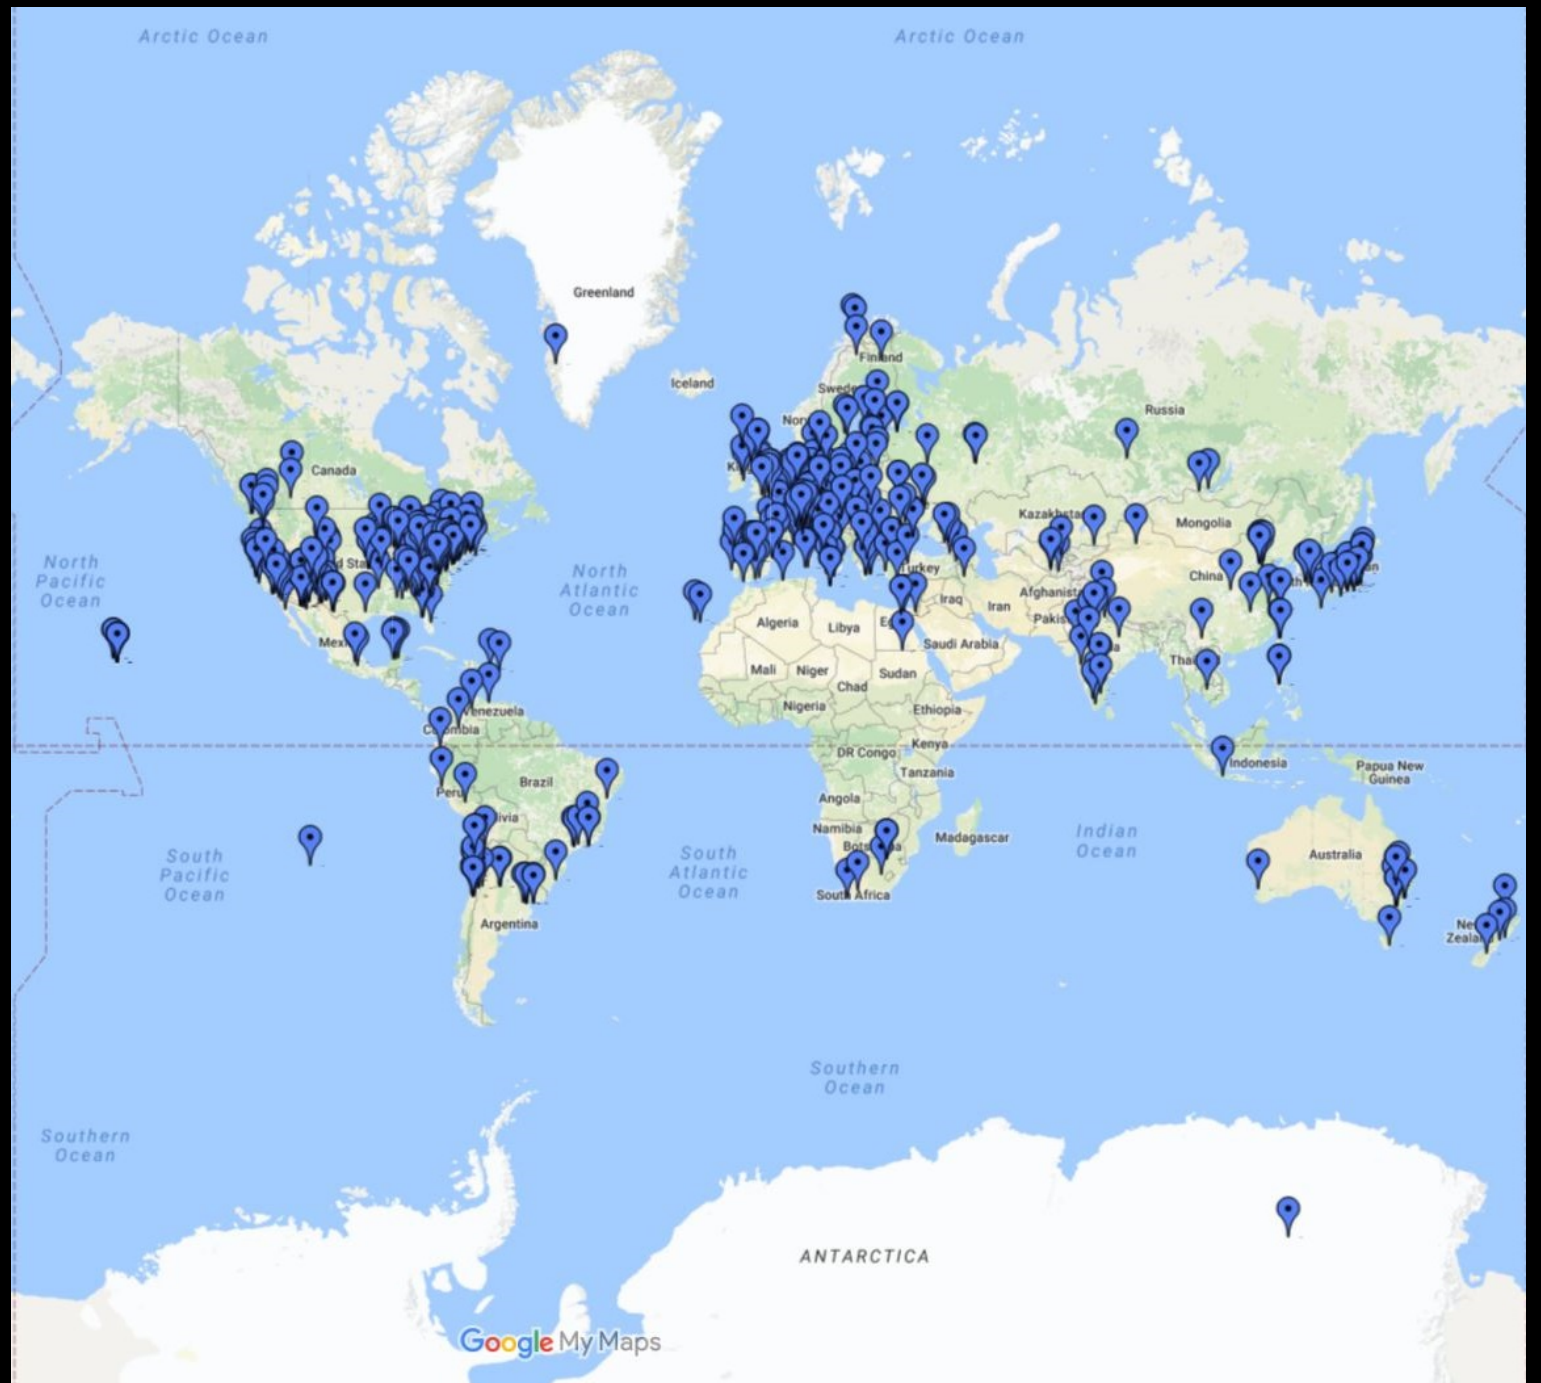 Arctic Ocean
Arctic Ocean
Greenland
Iceland
Finland
Russia
Canada
Kazakhstan
Mongolia
North
Pacific
Ocean
North
Atlantic
Ocean
China
Turkey
Afghanist
Iraq
Iran
Algeria
Libya
Saudi Arabia
Mali
Niger
Chad
Sudan
Nigeria
Ethiopia
Venezuela
DR Congo
Kenya
Tanzania
Indonesia
Papua New
Guinea
Brazil
Peru
Angola
Namibia
Madagascar
Indian
Ocean
Australia
South
Pacific
Ocean
South
Atlantic
Ocean
South Africa
Argentina
Southern
Ocean
Southern
Ocean
ANTARCTICA
Google My Maps